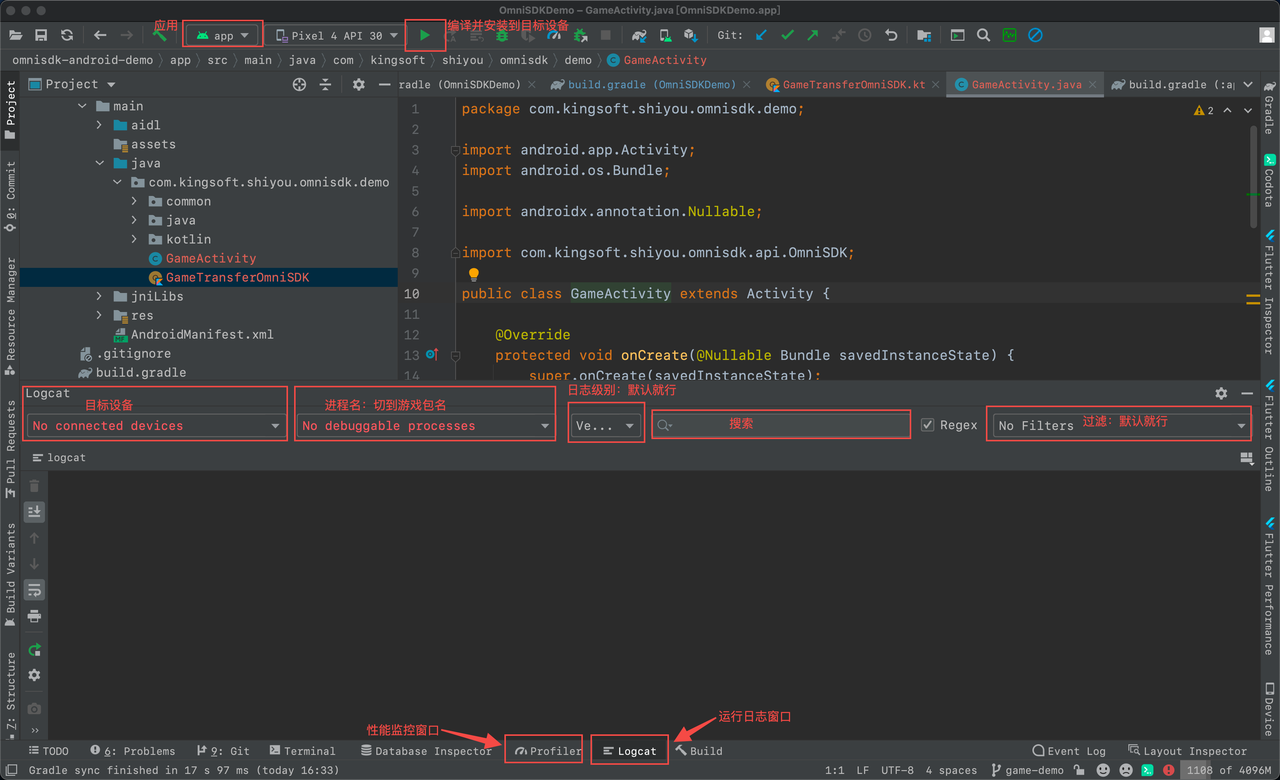 OmniSDKDemo – GameActivity.java [OmniSDKDemo.app]
应用
app
Pixel 4 API 30
编译并安装到目标设备
Git:
omnisdk-android-demo
app
src
main
java
com
kingsoft
shiyou
omnisdk
demo
GameActivity
Project
radle (OmniSDKDemo)
build.gradle (OmniSDKDemo)
GameTransferOmniSDK.kt
GameActivity.java
build.gradle (:a
Project
0: Commit
Resource Manager
Pull Requests
Build Variants
Z: Structure
main
aidl
assets
java
com.kingsoft.shiyou.omnisdk.demo
common
java
kotlin
GameActivity
GameTransferOmniSDK
jniLibs
res
AndroidManifest.xml
.gitignore
build.gradle
1 package com.kingsoft.shiyou.omnisdk.demo;
2
3 import android.app.Activity;
4 import android.os.Bundle;
5
6 import androidx.annotation.Nullable;
7
8 import com.kingsoft.shiyou.omnisdk.api.OmniSDK;
9
10 public class GameActivity extends Activity {
11
12 @Override
13 protected void onCreate(@Nullable Bundle savedInstanceState) {
14 super.onCreate(savedInstanceState);
2
Gradle
Codota
Flutter Inspector
Flutter Outline
Flutter Performance
Device
Logcat
目标设备
No connected devices
进程名：切到游戏包名
No debuggable processes
日志级别：默认就行
Ve...
搜索
Regex
No Filters
过滤：默认就行
logcat
性能监控窗口
运行日志窗口
TODO
6: Problems
9: Git
Terminal
Database Inspector
Profiler
Logcat
Build
Event Log
Layout Inspector
Gradle sync finished in 17 s 97 ms (today 16:33)
1:1
LF
UTF-8
4 spaces
game-demo
1108 of 4096M